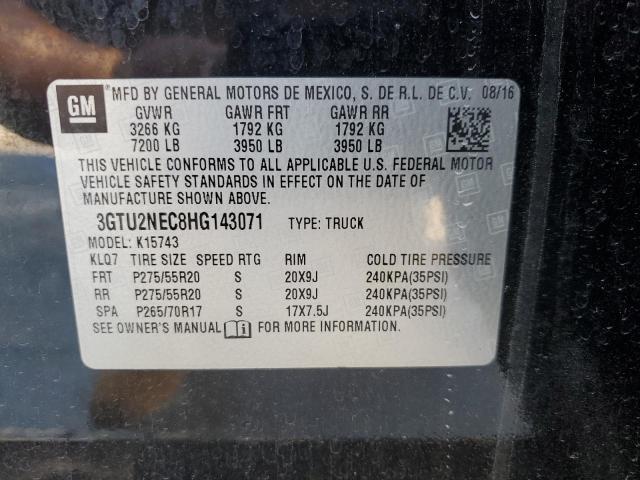 GM
MFD BY GENERAL MOTORS DE MEXICO, S. DE R.L. DE C.V. 08/16
GVWR GAWR FRT GAWR RR
3266 KG 1792 KG 1792 KG
7200 LB 3950 LB 3950 LB
THIS VEHICLE CONFORMS TO ALL APPLICABLE U.S. FEDERAL MOTOR
VEHICLE SAFETY STANDARDS IN EFFECT ON THE DATE OF
MANUFACTURE SHOWN ABOVE.
3GTU2NEC8HG143071 TYPE: TRUCK
MODEL: K15743
KLQ7 TIRE SIZE SPEED RTG RIM COLD TIRE PRESSURE
FRT P275/55R20 S 20X9J 240KPA(35PSI)
RR P275/55R20 S 20X9J 240KPA(35PSI)
SPA P265/70R17 S 17X7.5J 240KPA(35PSI)
SEE OWNER'S MANUAL i FOR MORE INFORMATION.